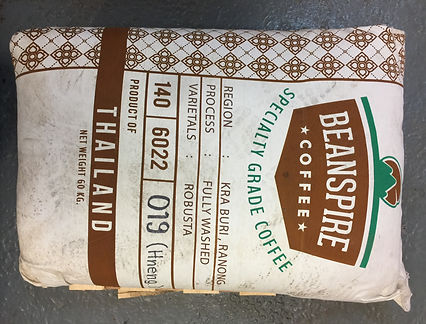 BEANSPIRE
COFFEE
SPECIALTY GRADE COFFEE
REGION : KRA BURI, RANONG
PROCESS : FULLY WASHED
VARIETALS : ROBUSTA
140 6022 019 (Hneng
PRODUCT OF
THAILAND
NET WEIGHT 60 KG.